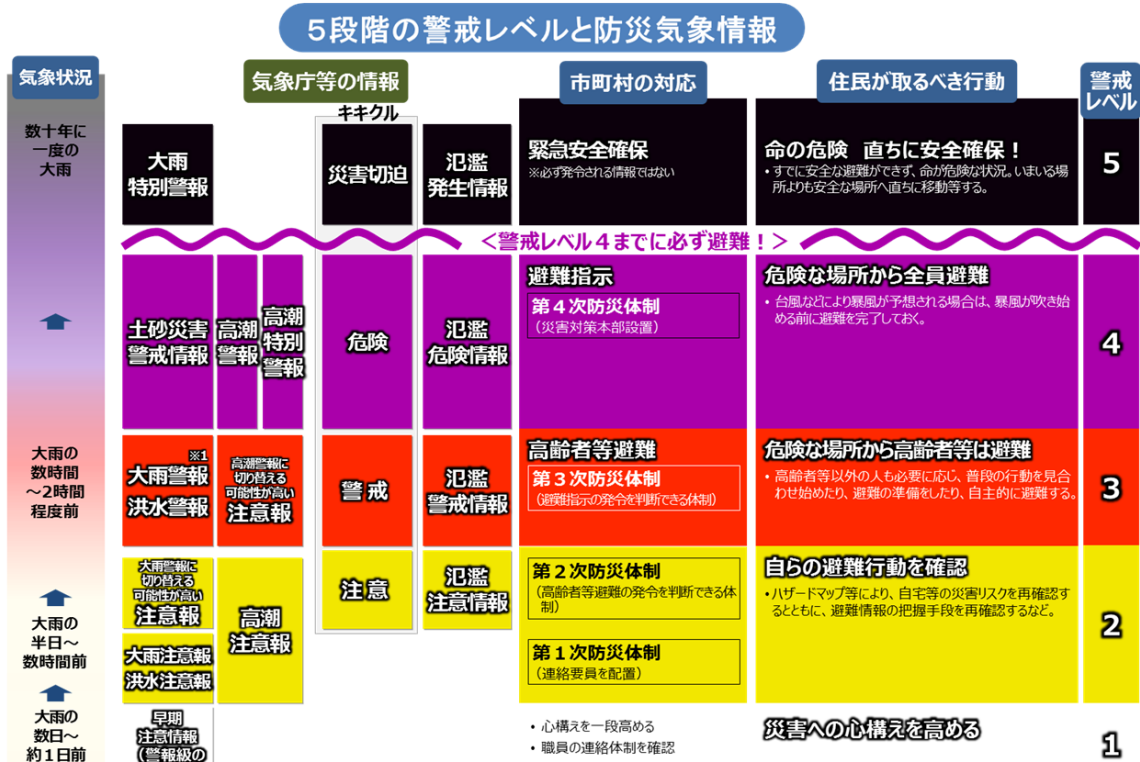 5段階の警戒レベルと防災気象情報
気象状況
気象庁等の情報
市町村の対応
住民が取るべき行動
警戒
レベル
キキクル
数十年に
一度の
大雨
大雨
特別警報
災害切迫
氾濫
発生情報
緊急安全確保
※必ず発令される情報ではない
命の危険 直ちに安全確保!
・すでに安全な避難ができず、命が危険な状況。いまいる場
所よりも安全な場所へ直ちに移動等する。
5
<警戒レベル4までに必ず避難!>
土砂災害
警戒情報
高潮
警報
高潮
特別
警報
危険
氾濫
危険情報
避難指示
第4次防災体制
(災害対策本部設置)
危険な場所から全員避難
・台風などにより暴風が予想される場合は、暴風が吹き始
める前に避難を完了しておく。
4
大雨の
数時間
~2時間
程度前
※1
大雨警報
洪水警報
高潮警報に
切り替える
可能性が高い
注意報
警戒
氾濫
警戒情報
高齢者等避難
第3次防災体制
(避難指示の発令を判断できる体制)
危険な場所から高齢者等は避難
・高齢者等以外の人も必要に応じ、普段の行動を見合
わせ始めたり、避難の準備をしたり、自主的に避難する。
3
大雨の
半日~
数時間前
大雨警報に
切り替える
可能性が高い
注意報
大雨注意報
洪水注意報
高潮
注意報
注意
氾濫
注意情報
第2次防災体制
(高齢者等避難の発令を判断できる体
制)
第1次防災体制
(連絡要員を配置)
自らの避難行動を確認
・ハザードマップ等により、自宅等の災害リスクを再確認す
るとともに、避難情報の把握手段を再確認するなど。
2
大雨の
数日~
約1日前
早期
注意情報
(警報級の
・心構えを一段高める
・職員の連絡体制を確認
災害への心構えを高める
1